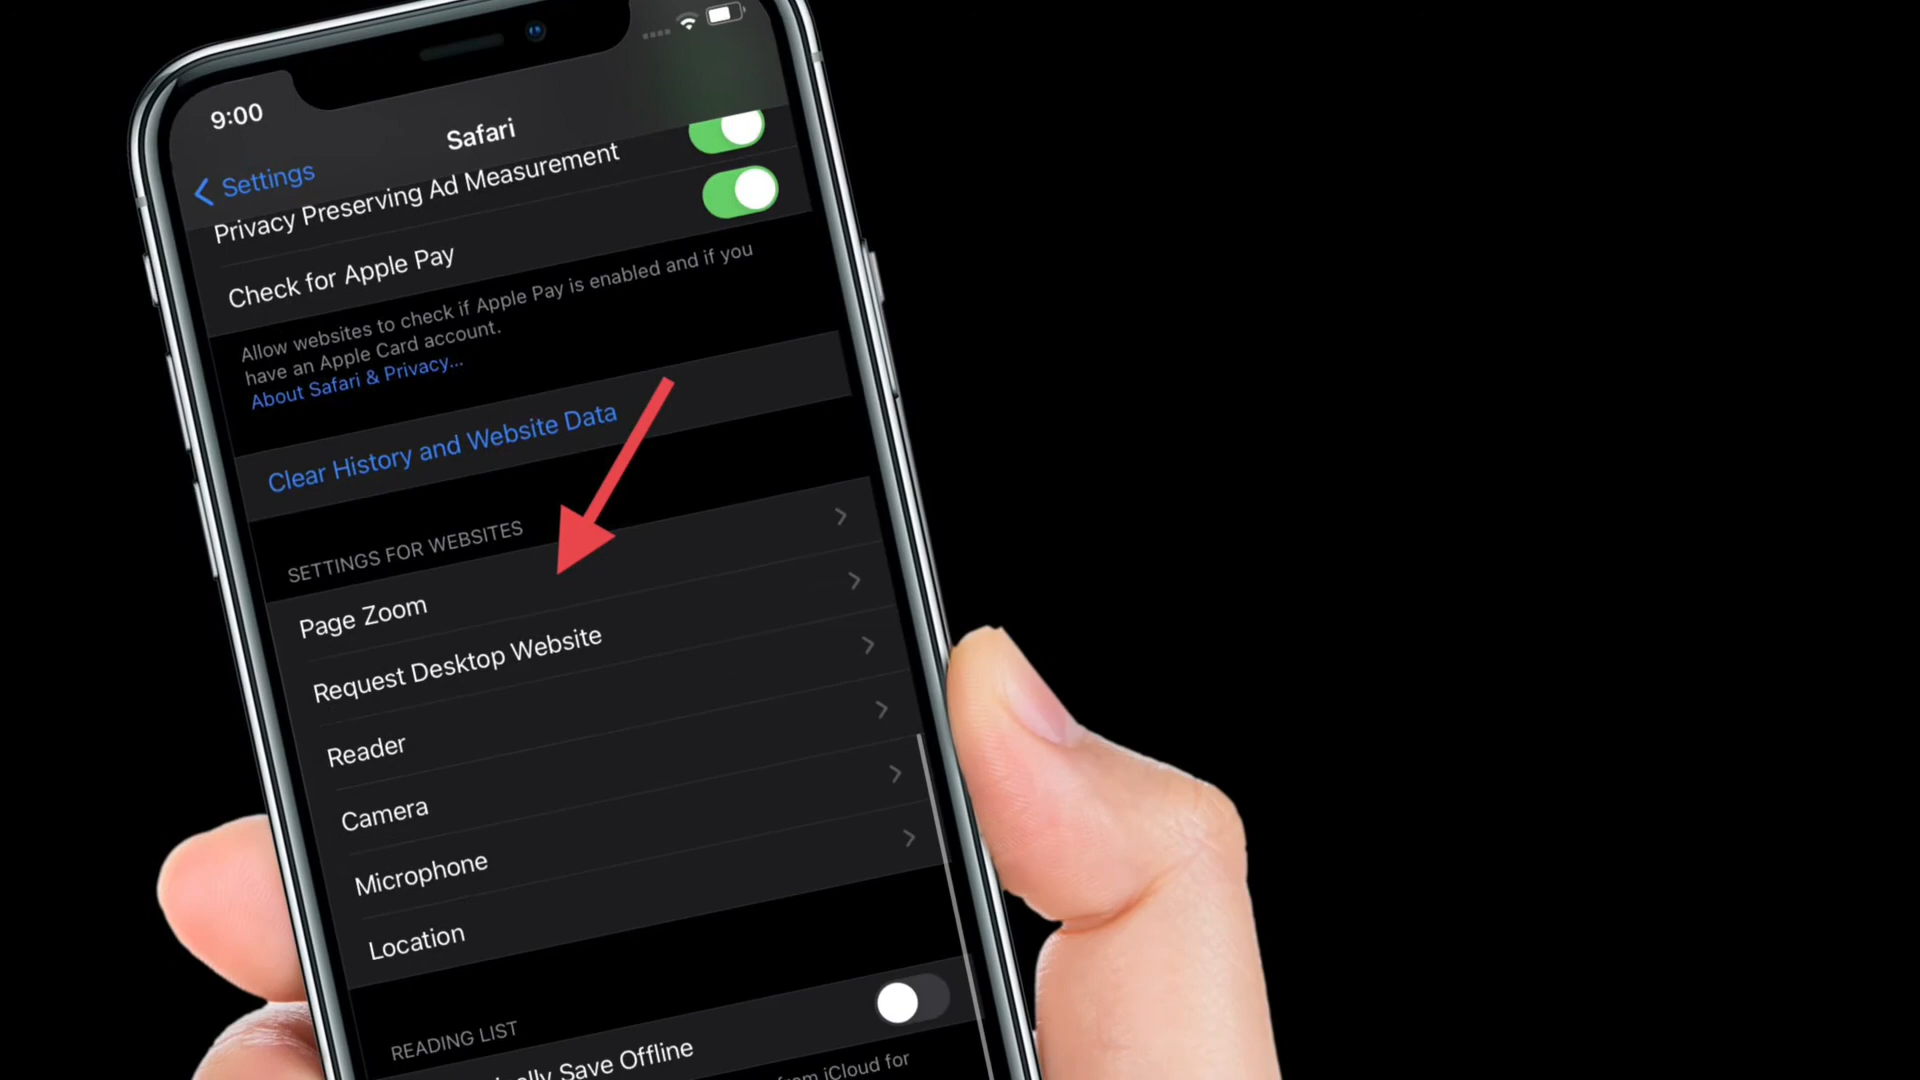 9:00
Settings
Safari
Privacy Preserving Ad Measurement
Check for Apple Pay
Allow websites to check if Apple Pay is enabled and if you
have an Apple Card account.
About Safari & Privacy...
Clear History and Website Data
SETTINGS FOR WEBSITES
Page Zoom
Request Desktop Website
Reader
Camera
Microphone
Location
READING LIST
Save Offline
iCloud for